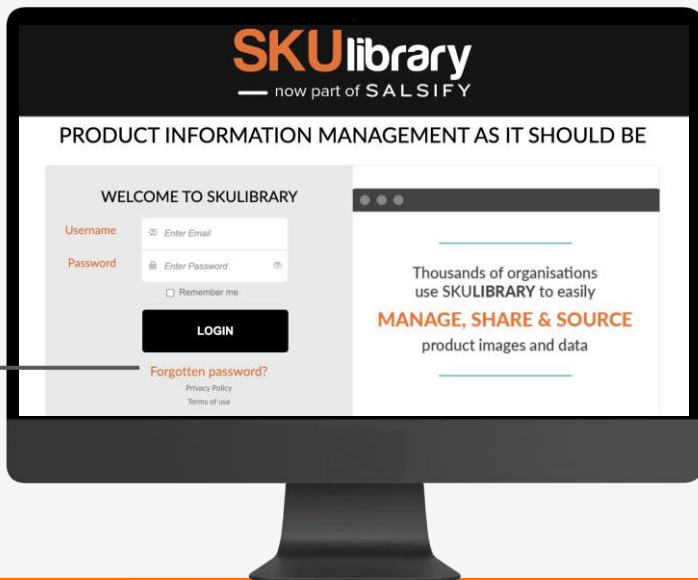 SKUlibrary
now part of SALSIFY
PRODUCT INFORMATION MANAGEMENT AS IT SHOULD BE
WELCOME TO SKULIBRARY
Username
Enter Email
Password
Enter Password
Remember me
LOGIN
Forgotten password?
Privacy Policy
Terms of use
Thousands of organisations
use SKULIBRARY to easily
MANAGE, SHARE & SOURCE
product images and data